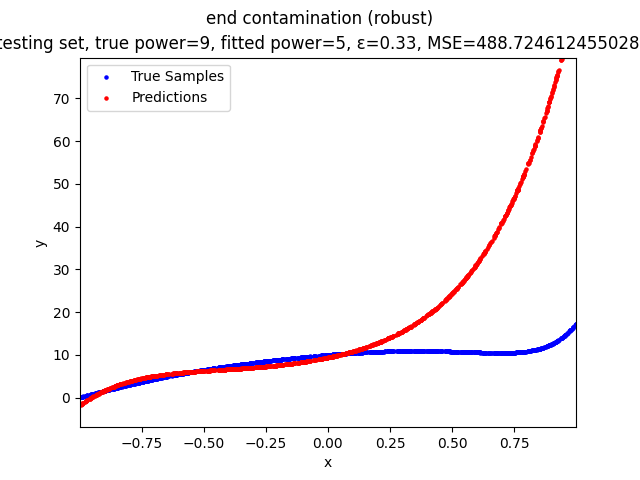 end contamination (robust)
testing set, true power=9, fitted power=5, ε=0.33, MSE=488.724612455028
True Samples
Predictions
70
60
50
40
30
20
10
0
y
−0.75 −0.50 −0.25 0.00 0.25 0.50 0.75
x